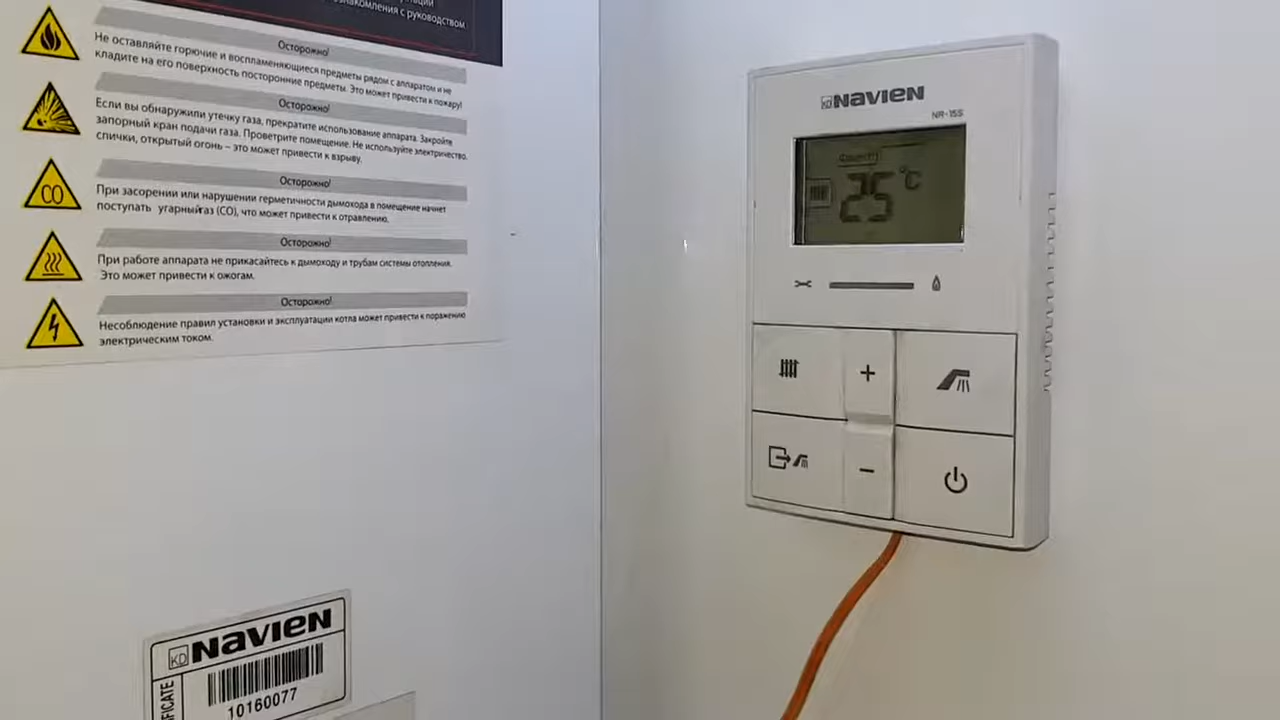 ознакомления с руководством
Осторожно!
Не оставляйте горючие и воспламеняющиеся предметы рядом с аппаратом и не
кладите на его поверхность посторонние предметы. Это может привести к пожару!
Осторожно!
Если вы обнаружили утечку газа, прекратите использование аппарата. Закройте
запорный кран подачи газа. Проветрите помещение. Не используйте электричество,
спички, открытый огонь – это может привести к взрыву.
CO
Осторожно!
При засорении или нарушении герметичности дымохода в помещение начнет
поступать угарный газ (CO), что может привести к отравлению.
Осторожно!
При работе аппарата не прикасайтесь к дымоходу и трубам системы отопления.
Это может привести к ожогам.
Осторожно!
Несоблюдение правил установки и эксплуатации котла может привести к поражению
электрическим током.
KD NAVIEN
10160077
KD NAVIEN
NR-15S
25 °C
+
−